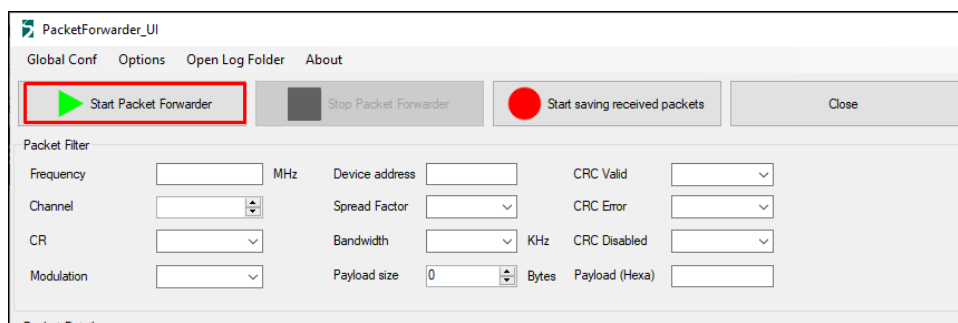 PacketForwarder_UI
Global Conf Options Open Log Folder About
Start Packet Forwarder Stop Packet Forwarder Start saving received packets Close
Packet Filter
Frequency MHz Device address CRC Valid
Channel Spread Factor CRC Error
CR Bandwidth KHz CRC Disabled
Modulation Payload size 0 Bytes Payload (Hexa)